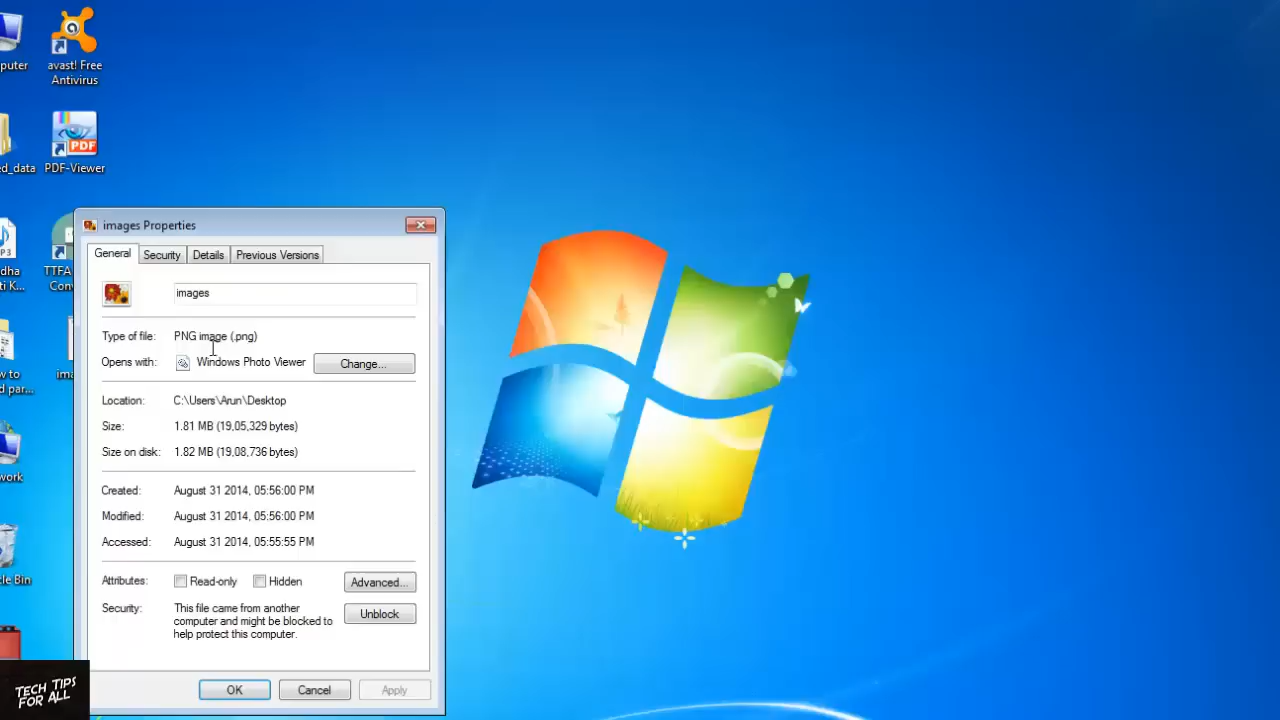 puter
avast! Free
Antivirus
PDF
ed_data
PDF-Viewer
P3
dha
ti K...
TTFA
Con
w to
d par...
ima
work
le Bin
images Properties
General
Security
Details
Previous Versions
images
Type of file:
PNG image (.png)
Opens with:
Windows Photo Viewer
Change...
Location:
C:\Users\Arun\Desktop
Size:
1.81 MB (19,05,329 bytes)
Size on disk:
1.82 MB (19,08,736 bytes)
Created:
August 31 2014, 05:56:00 PM
Modified:
August 31 2014, 05:56:00 PM
Accessed:
August 31 2014, 05:55:55 PM
Attributes:
Read-only
Hidden
Advanced...
Security:
This file came from another
computer and might be blocked to
help protect this computer.
Unblock
OK
Cancel
Apply
TECH TIPS
FOR ALL